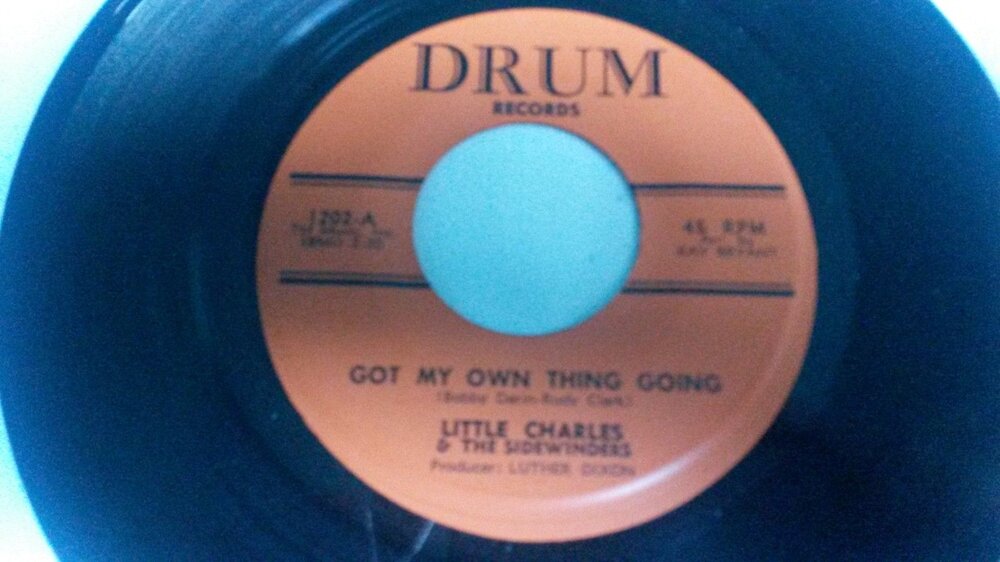 DRUM
RECORDS
1202-A
45 RPM
GOT MY OWN THING GOING
(Bobby Darin-Rudy Clark)
LITTLE CHARLES
& THE SIDEWINDERS
Producer: LUTHER DIXON